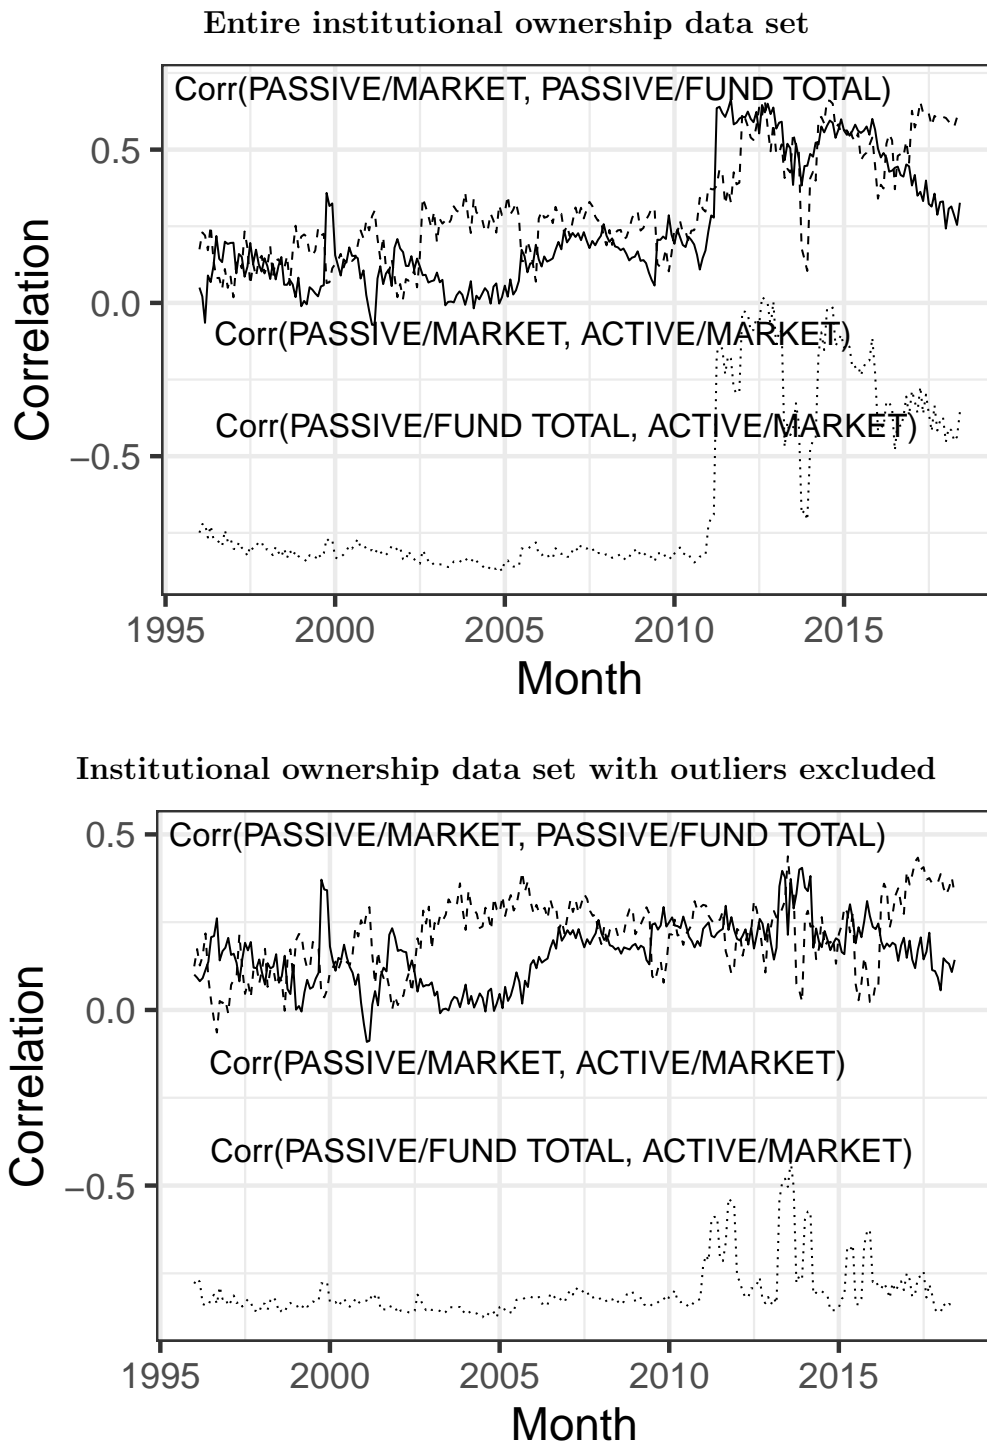 Entire institutional ownership data set
Corr(PASSIVE/MARKET, PASSIVE/FUND TOTAL)
0.5
0.0
Corr(PASSIVE/MARKET, ACTIVE/MARKET)
Corr(PASSIVE/FUND TOTAL, ACTIVE/MARKET)
−0.5
Correlation
1995 2000 2005 2010 2015
Month
Institutional ownership data set with outliers excluded
0.5
Corr(PASSIVE/MARKET, PASSIVE/FUND TOTAL)
0.0
Corr(PASSIVE/MARKET, ACTIVE/MARKET)
Corr(PASSIVE/FUND TOTAL, ACTIVE/MARKET)
−0.5
Correlation
1995 2000 2005 2010 2015
Month